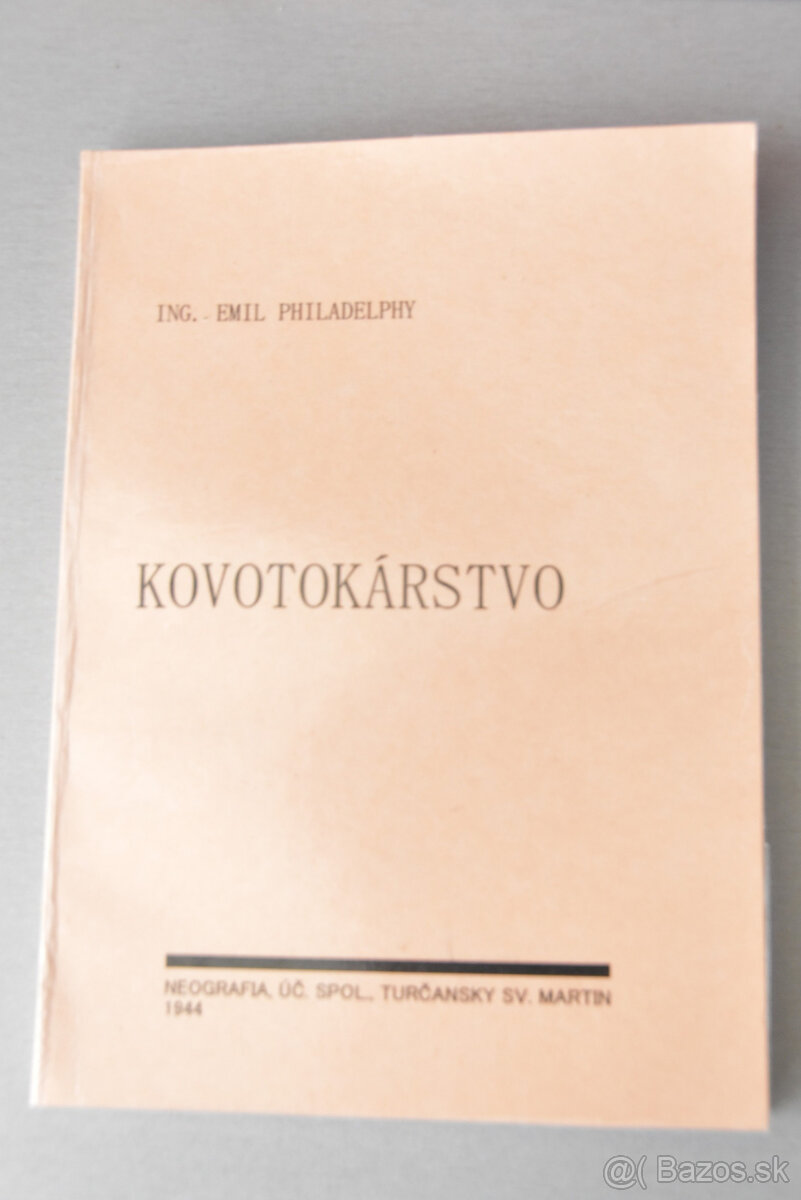 ING. EMIL PHILADELPHY
KOVOTOKÁRSTVO
NEOGRAFIA, ÚČ. SPOL., TURČANSKY SV. MARTIN
1944
@( Bazos.sk